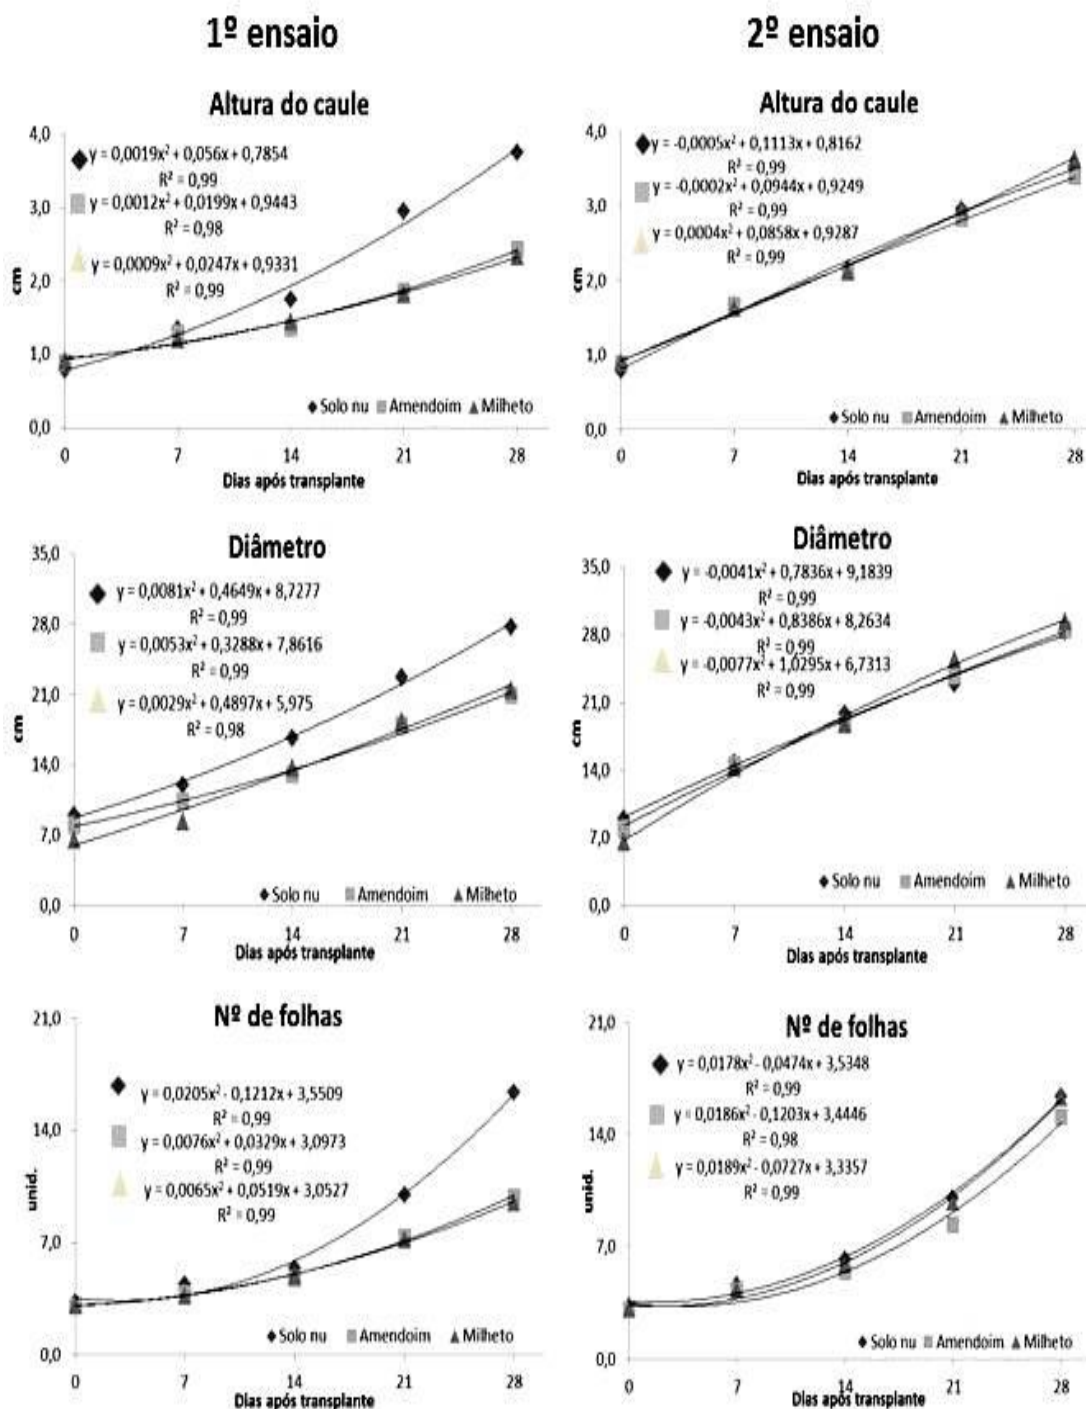 1º ensaio
2º ensaio
Altura do caule
4,0
y = 0,0019x² + 0,056x + 0,7854
R² = 0,99
3,0
y = 0,0012x² + 0,0199x + 0,9443
R² = 0,98
y = 0,0009x² + 0,0247x + 0,9331
R² = 0,99
2,0
cm
1,0
Solo nu Amendoim Milheto
0,0
0 7 14 21 28
Dias após transplante
Altura do caule
4,0
y = -0,0005x² + 0,1113x + 0,8162
R² = 0,99
y = -0,0002x² + 0,0944x + 0,9249
3,0
R² = 0,99
y = 0,0004x² + 0,0858x + 0,9287
R² = 0,99
2,0
cm
1,0
Solo nu Amendoim Milheto
0,0
0 7 14 21 28
Dias após transplante
Diâmetro
35,0
y = 0,0081x² + 0,4649x + 8,7277
R² = 0,99
28,0
y = 0,0053x² + 0,3288x + 7,8616
R² = 0,99
21,0
y = 0,0029x² + 0,4897x + 5,975
R² = 0,98
cm
14,0
7,0
Solo nu Amendoim Milheto
0,0
0 7 14 21 28
Dias após transplante
Diâmetro
35,0
y = -0,0041x² + 0,7836x + 9,1839
R² = 0,99
y = -0,0043x² + 0,8386x + 8,2634
28,0
R² = 0,99
y = -0,0077x² + 1,0295x + 6,7313
R² = 0,99
21,0
cm
14,0
7,0
Solo nu Amendoim Milheto
0,0
0 7 14 21 28
Dias após transplante
Nº de folhas
21,0
y = 0,0205x² - 0,1212x + 3,5509
R² = 0,99
14,0
y = 0,0076x² + 0,0329x + 3,0973
R² = 0,99
y = 0,0065x² + 0,0519x + 3,0527
R² = 0,99
unid.
7,0
Solo nu Amendoim Milheto
0,0
0 7 14 21 28
Dias após transplante
Nº de folhas
21,0
y = 0,0178x² - 0,0474x + 3,5348
R² = 0,99
y = 0,0186x² - 0,1203x + 3,4446
14,0
R² = 0,98
y = 0,0189x² - 0,0727x + 3,3357
R² = 0,99
unid.
7,0
Solo nu Amendoim Milheto
0,0
0 7 14 21 28
Dias após transplante